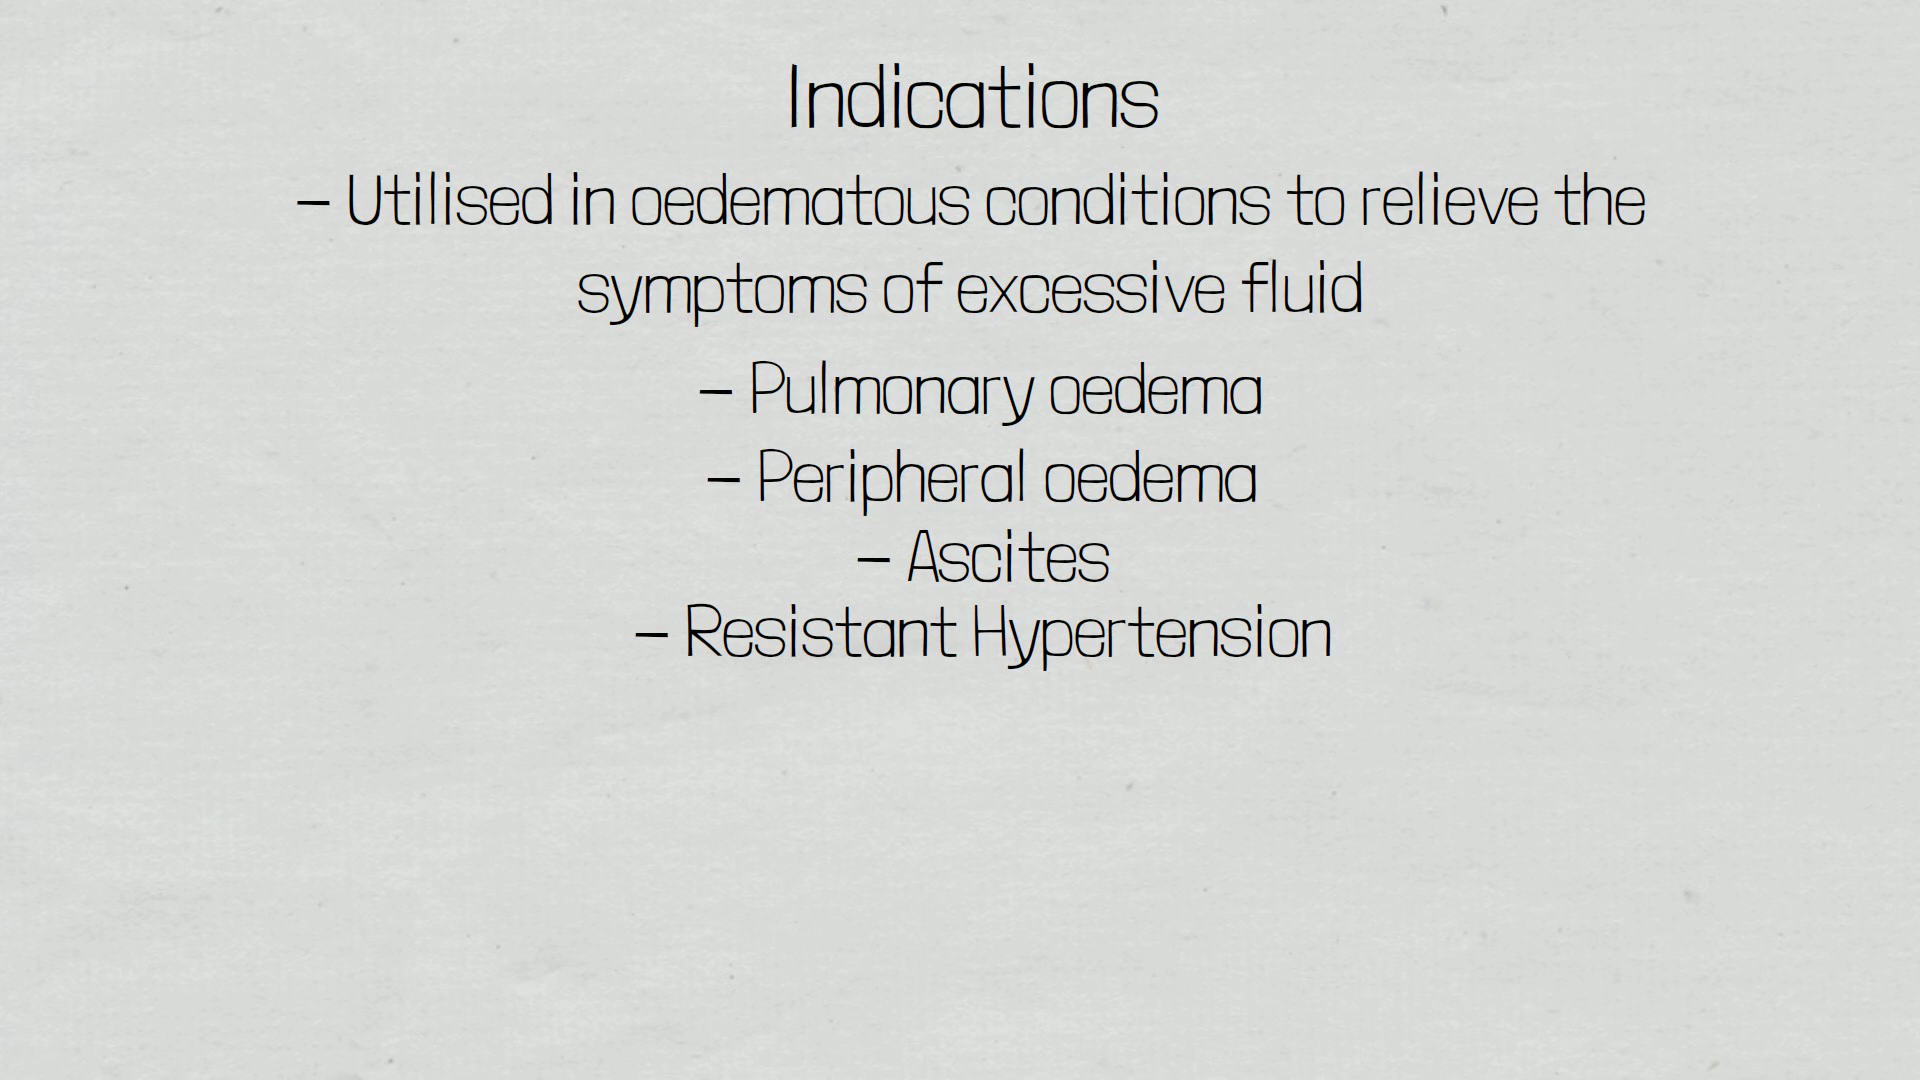 Indications
– Utilised in oedematous conditions to relieve the
symptoms of excessive fluid
– Pulmonary oedema
– Peripheral oedema
– Ascites
– Resistant Hypertension